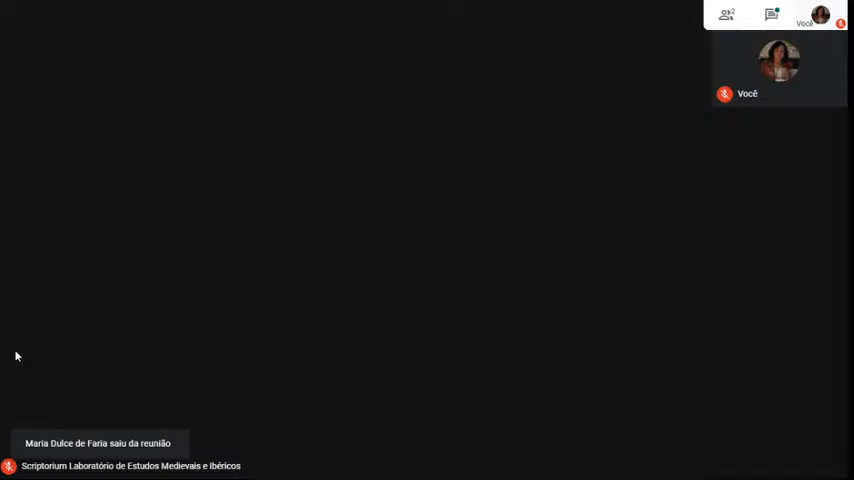 2
Você
Você
Maria Dulce de Faria saiu da reunião
Scriptorium Laboratório de Estudos Medievais e Ibéricos